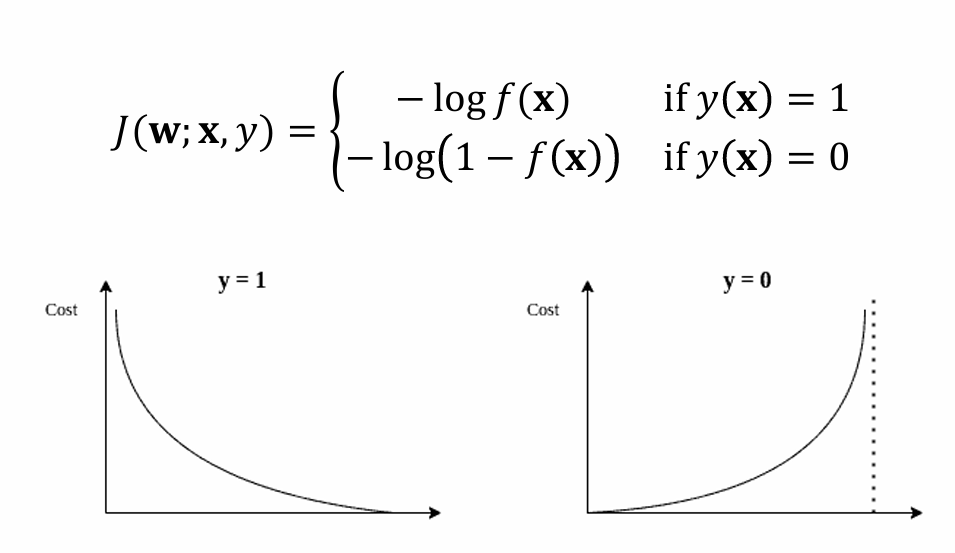 J(w; x, y) = { − log f(x) if y(x) = 1
− log(1 − f(x)) if y(x) = 0
y = 1
Cost
y = 0
Cost